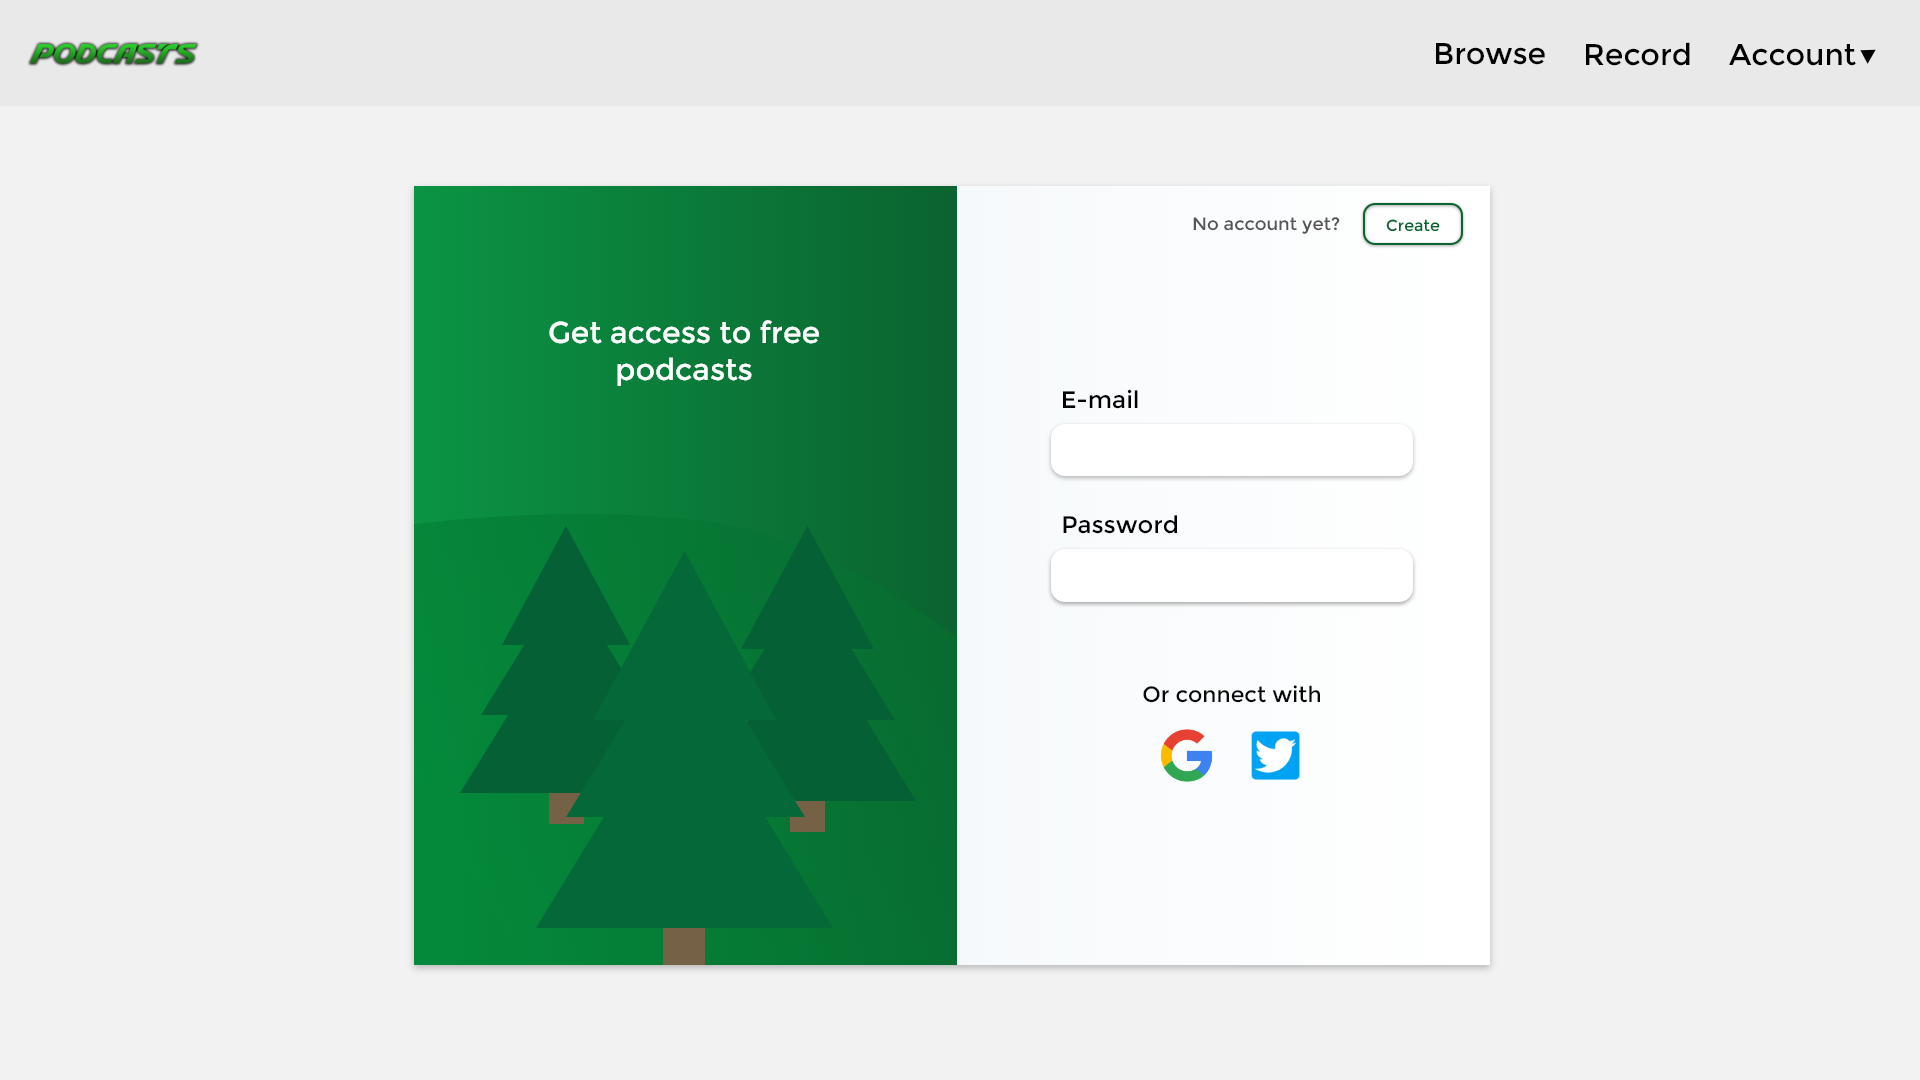 PODCASTS
Browse Record Account▼
No account yet? Create
Get access to free
podcasts
E-mail
Password
Or connect with